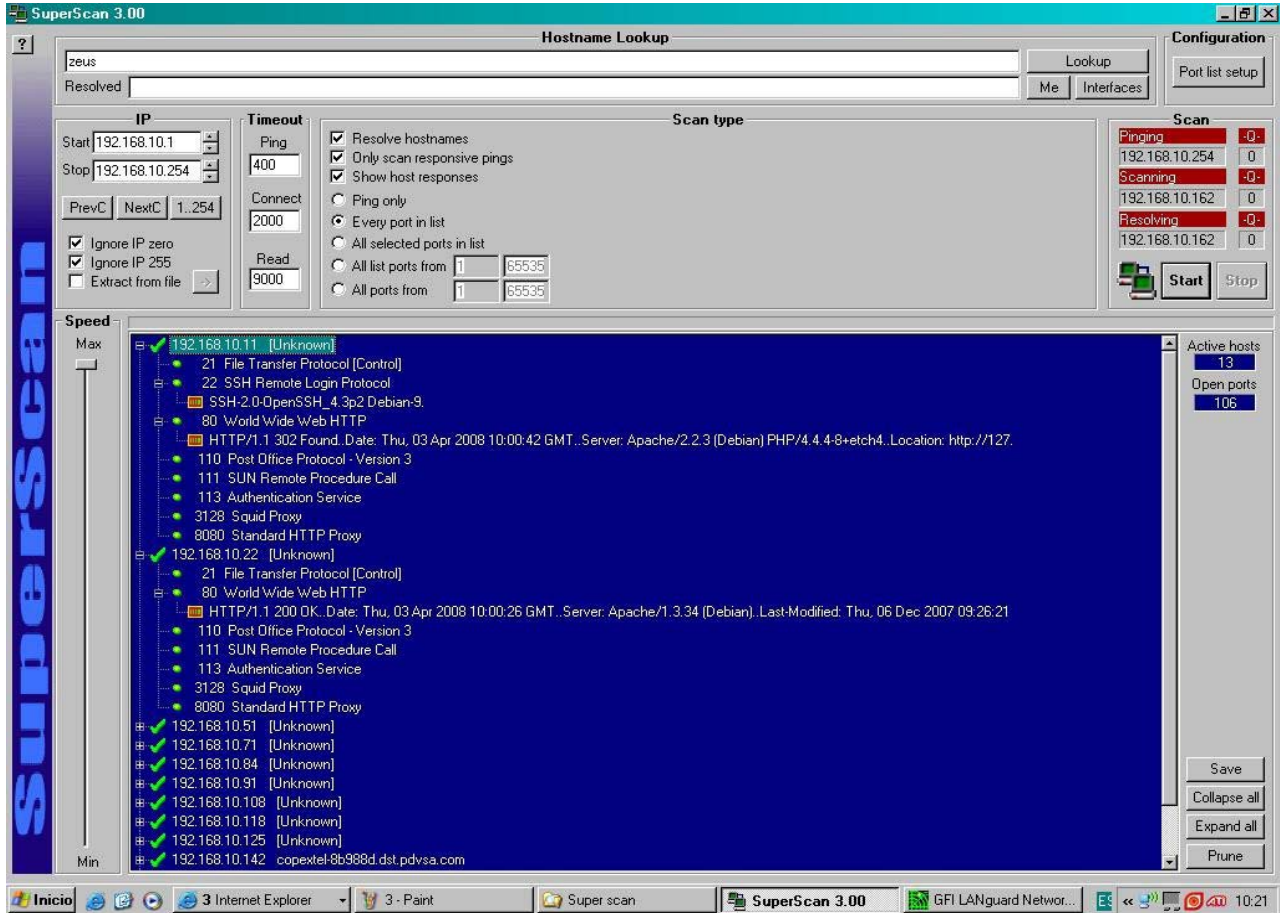 SuperScan 3.00
?
Hostname Lookup
Configuration
zeus
Lookup
Port list setup
Resolved
Me
Interfaces
IP
Timeout
Scan type
Scan
Start 192.168.10.1
Stop 192.168.10.254
PrevC
NextC
1..254
Ignore IP zero
Ignore IP 255
Extract from file
->
Ping
400
Connect
2000
Read
9000
Resolve hostnames
Only scan responsive pings
Show host responses
Ping only
Every port in list
All selected ports in list
All list ports from 1 65535
All ports from 1 65535
Pinging -Q-
192.168.10.254 0
Scanning -Q-
192.168.10.162 0
Resolving -Q-
192.168.10.162 0
Start
Stop
Speed
Max
Min
SuperScan
192.168.10.11 [Unknown]
21 File Transfer Protocol [Control]
22 SSH Remote Login Protocol
SSH-2.0-OpenSSH_4.3p2 Debian-9.
80 World Wide Web HTTP
HTTP/1.1 302 Found..Date: Thu, 03 Apr 2008 10:00:42 GMT..Server: Apache/2.2.3 (Debian) PHP/4.4.4-8+etch4..Location: http://127.
110 Post Office Protocol - Version 3
111 SUN Remote Procedure Call
113 Authentication Service
3128 Squid Proxy
8080 Standard HTTP Proxy
192.168.10.22 [Unknown]
21 File Transfer Protocol [Control]
80 World Wide Web HTTP
HTTP/1.1 200 OK..Date: Thu, 03 Apr 2008 10:00:26 GMT..Server: Apache/1.3.34 (Debian)..Last-Modified: Thu, 06 Dec 2007 09:26:21
110 Post Office Protocol - Version 3
111 SUN Remote Procedure Call
113 Authentication Service
3128 Squid Proxy
8080 Standard HTTP Proxy
192.168.10.51 [Unknown]
192.168.10.71 [Unknown]
192.168.10.84 [Unknown]
192.168.10.91 [Unknown]
192.168.10.108 [Unknown]
192.168.10.118 [Unknown]
192.168.10.125 [Unknown]
192.168.10.142 copextel-8b988d.dst.pdvsa.com
Active hosts
13
Open ports
106
Save
Collapse all
Expand all
Prune
Inicio
3 Internet Explorer
3 - Paint
Super scan
SuperScan 3.00
GFI LANguard Networ...
ES
«
10:21